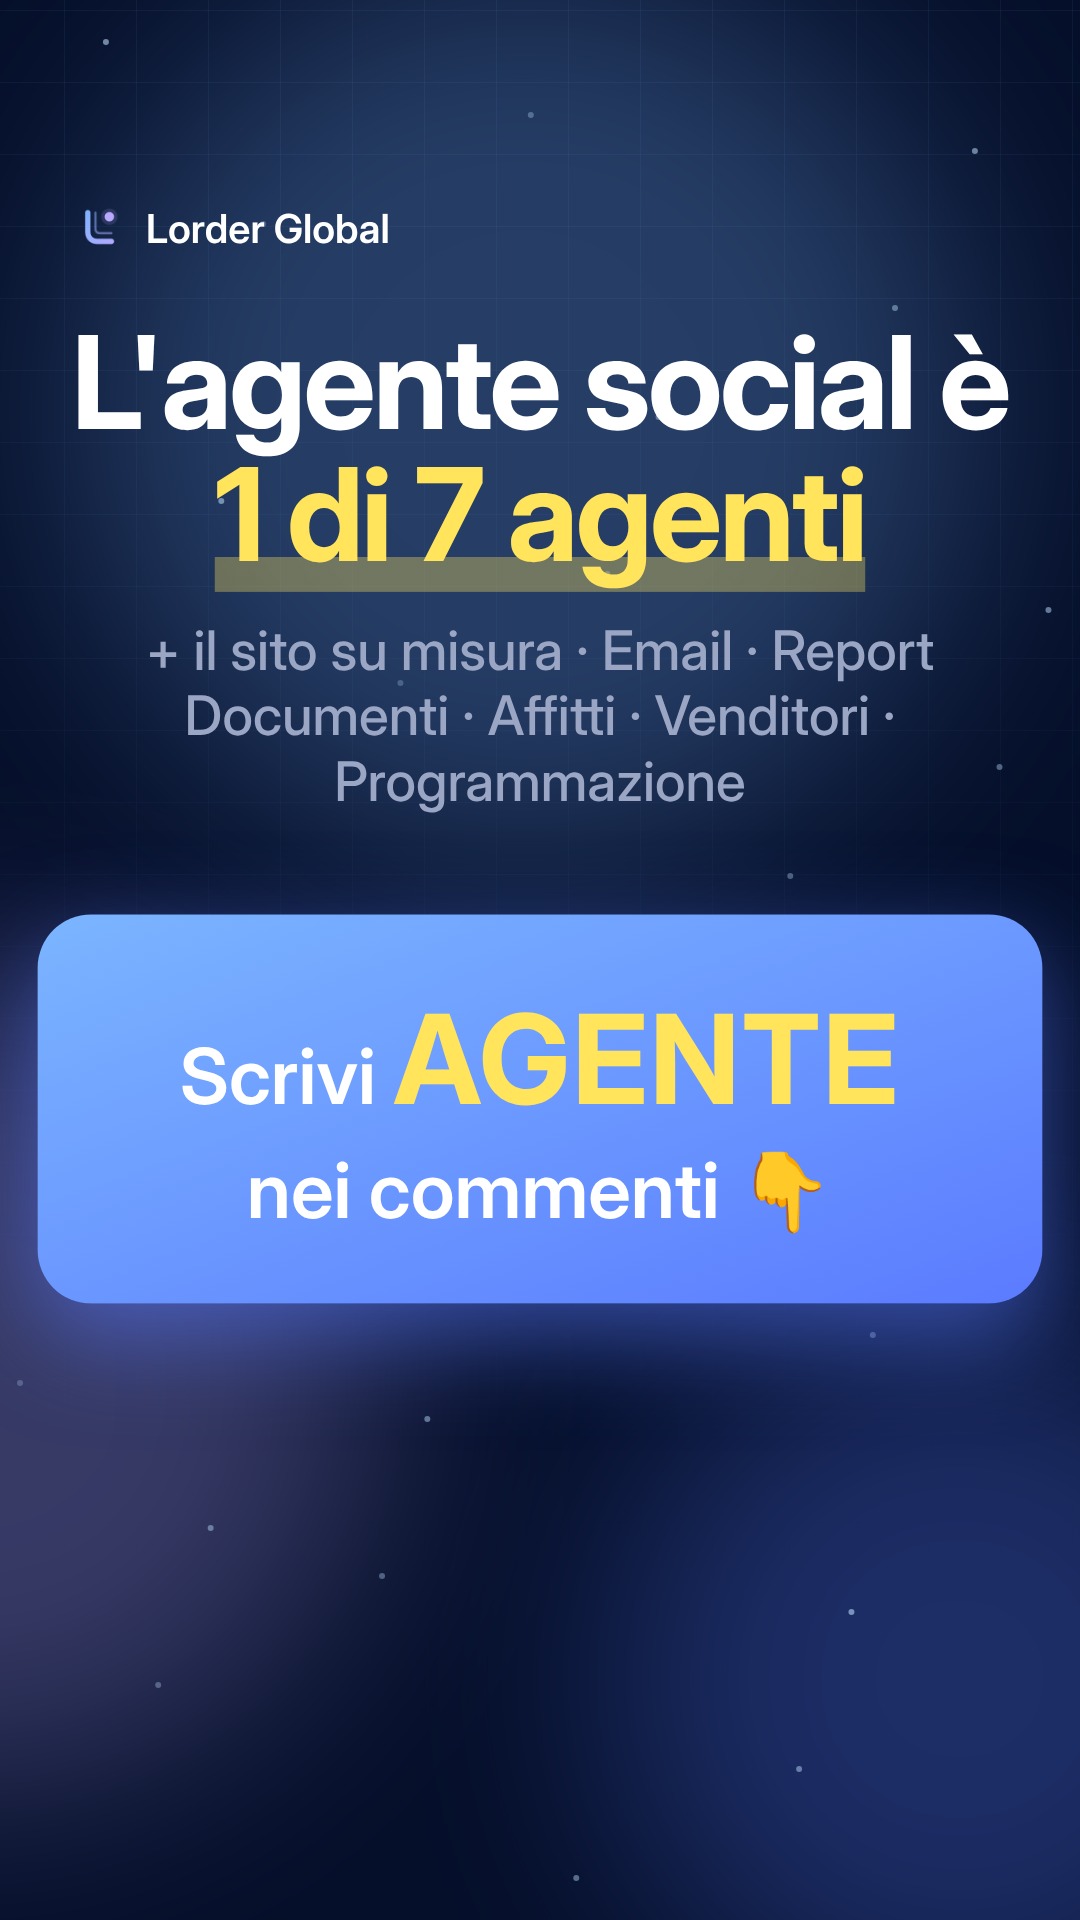 Lorder Global
L'agente social è
1 di 7 agenti
+ il sito su misura · Email · Report
Documenti · Affitti · Venditori ·
Programmazione
Scrivi AGENTE
nei commenti 👇